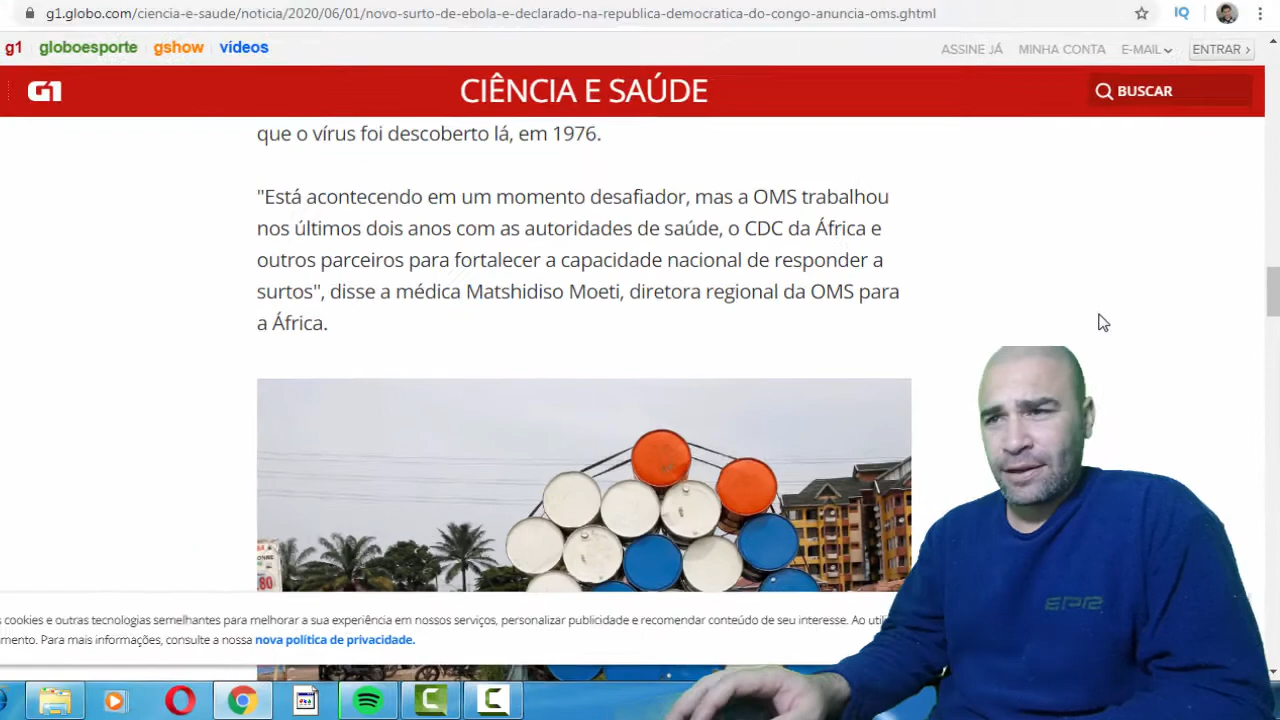 g1.globo.com/ciencia-e-saude/noticia/2020/06/01/novo-surto-de-ebola-e-declarado-na-republica-democratica-do-congo-anuncia-oms.ghtml
IQ
g1 globoesporte gshow vídeos ASSINE JÁ MINHA CONTA E-MAIL ENTRAR ›
G1 CIÊNCIA E SAÚDE BUSCAR
que o vírus foi descoberto lá, em 1976.
"Está acontecendo em um momento desafiador, mas a OMS trabalhou
nos últimos dois anos com as autoridades de saúde, o CDC da África e
outros parceiros para fortalecer a capacidade nacional de responder a
surtos", disse a médica Matshidiso Moeti, diretora regional da OMS para
a África.
80
EPR
cookies e outras tecnologias semelhantes para melhorar a sua experiência em nossos serviços, personalizar publicidade e recomendar conteúdo de seu interesse. Ao
Para mais informações, consulte a nossa nova política de privacidade.